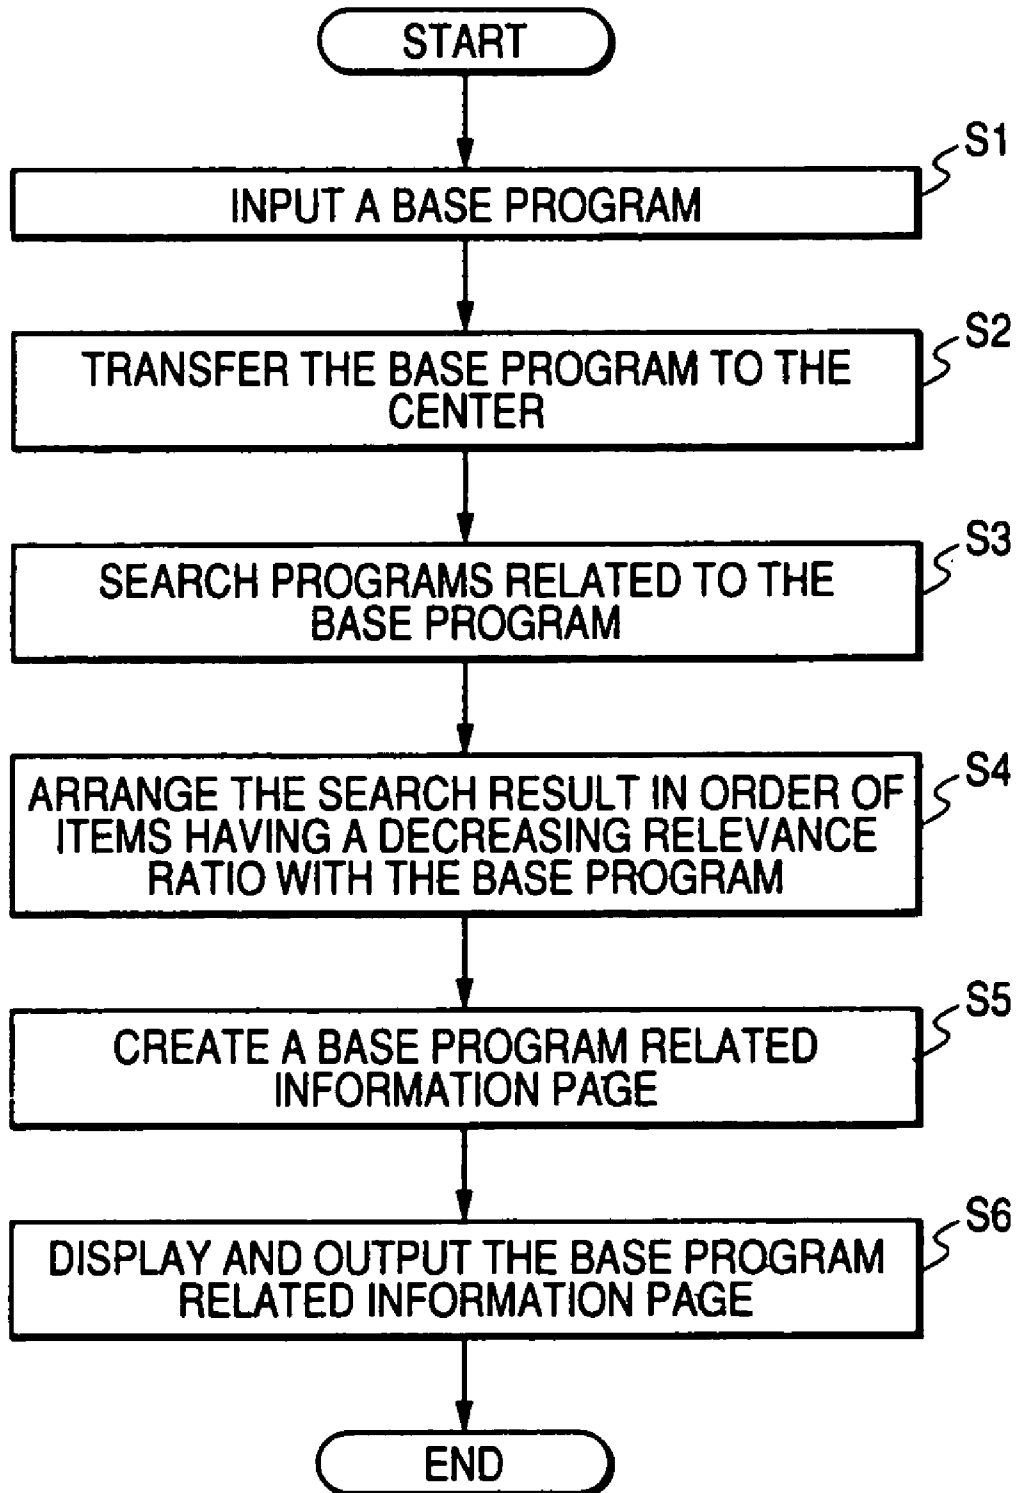 START
S1
INPUT A BASE PROGRAM
S2
TRANSFER THE BASE PROGRAM TO THE
CENTER
S3
SEARCH PROGRAMS RELATED TO THE
BASE PROGRAM
S4
ARRANGE THE SEARCH RESULT IN ORDER OF
ITEMS HAVING A DECREASING RELEVANCE
RATIO WITH THE BASE PROGRAM
S5
CREATE A BASE PROGRAM RELATED
INFORMATION PAGE
S6
DISPLAY AND OUTPUT THE BASE PROGRAM
RELATED INFORMATION PAGE
END